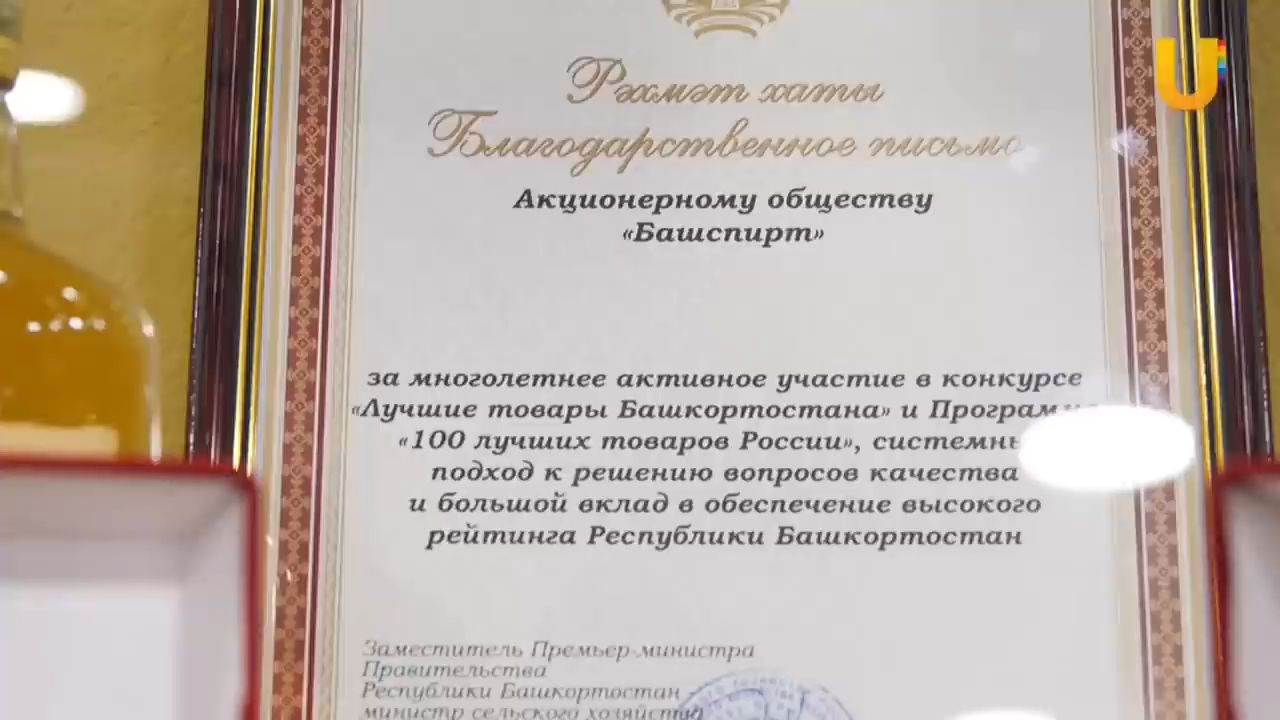 Рәхмәт хаты
Благодарственное письмо
Акционерному обществу
«Башспирт»
за многолетнее активное участие в конкурсе
«Лучшие товары Башкортостана» и
«100 лучших товаров России»,
подход к решению вопросов качества
и большой вклад в обеспечение высокого
рейтинга Республики Башкортостан
Заместитель Премьер-министра
Правительства
Республики Башкортостан
министр сельского хозяйства
U